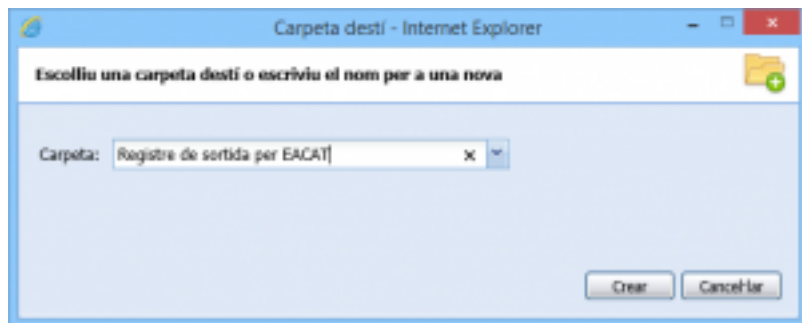 Carpeta destí - Internet Explorer
Escolliu una carpeta destí o escriviu el nom per a una nova
Carpeta: Registre de sortida per EACAT
Crear Cancel·lar